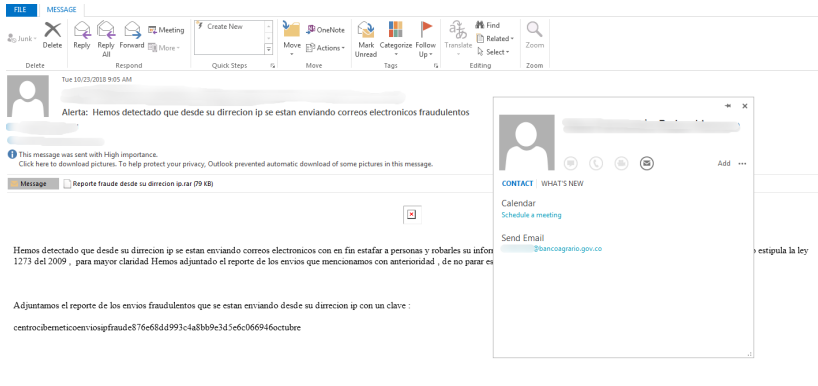 FILE MESSAGE
Junk
Delete
Reply
Reply All
Forward
Meeting
More
Create New
Move
OneNote
Actions
Mark Unread
Categorize
Follow Up
Translate
Find
Related
Select
Zoom
Delete Respond Quick Steps Move Tags Editing Zoom
Tue 10/23/2018 9:05 AM
Alerta: Hemos detectado que desde su dirrecion ip se estan enviando correos electronicos fraudulentos
This message was sent with High importance.
Click here to download pictures. To help protect your privacy, Outlook prevented automatic download of some pictures in this message.
Message Reporte fraude desde su dirrecion ip.rar (79 KB)
Hemos detectado que desde su dirrecion ip se estan enviando correos electronicos con en fin estafar a personas y robarles su infor
o estipula la ley
1273 del 2009 , para mayor claridad Hemos adjuntado el reporte de los envios que mencionamos con anterioridad , de no parar es
Adjuntamos el reporte de los envios fraudulentos que se estan enviando desde su dirrecion ip con un clave :
centrociberneticoenviosipfraude876e68dd993c4a8bb9e3d5e6c066946octubre
Add
CONTACT WHAT'S NEW
Calendar
Schedule a meeting
Send Email
@bancoagrario.gov.co